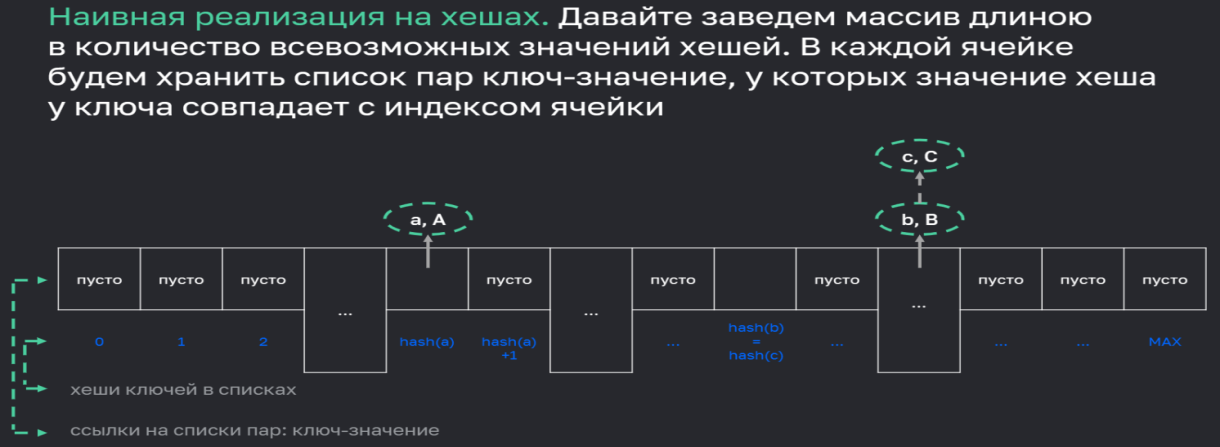 Наивная реализация на хешах. Давайте заведем массив длиною
в количество всевозможных значений хешей. В каждой ячейке
будем хранить список пар ключ-значение, у которых значение хеша
у ключа совпадает с индексом ячейки
c, C
a, A
b, B
пусто пусто пусто ... пусто ... пусто пусто ... пусто пусто пусто
0 1 2 hash(a) hash(a) +1 ... hash(b) = hash(c) ... ... ... MAX
хеши ключей в списках
ссылки на списки пар: ключ-значение